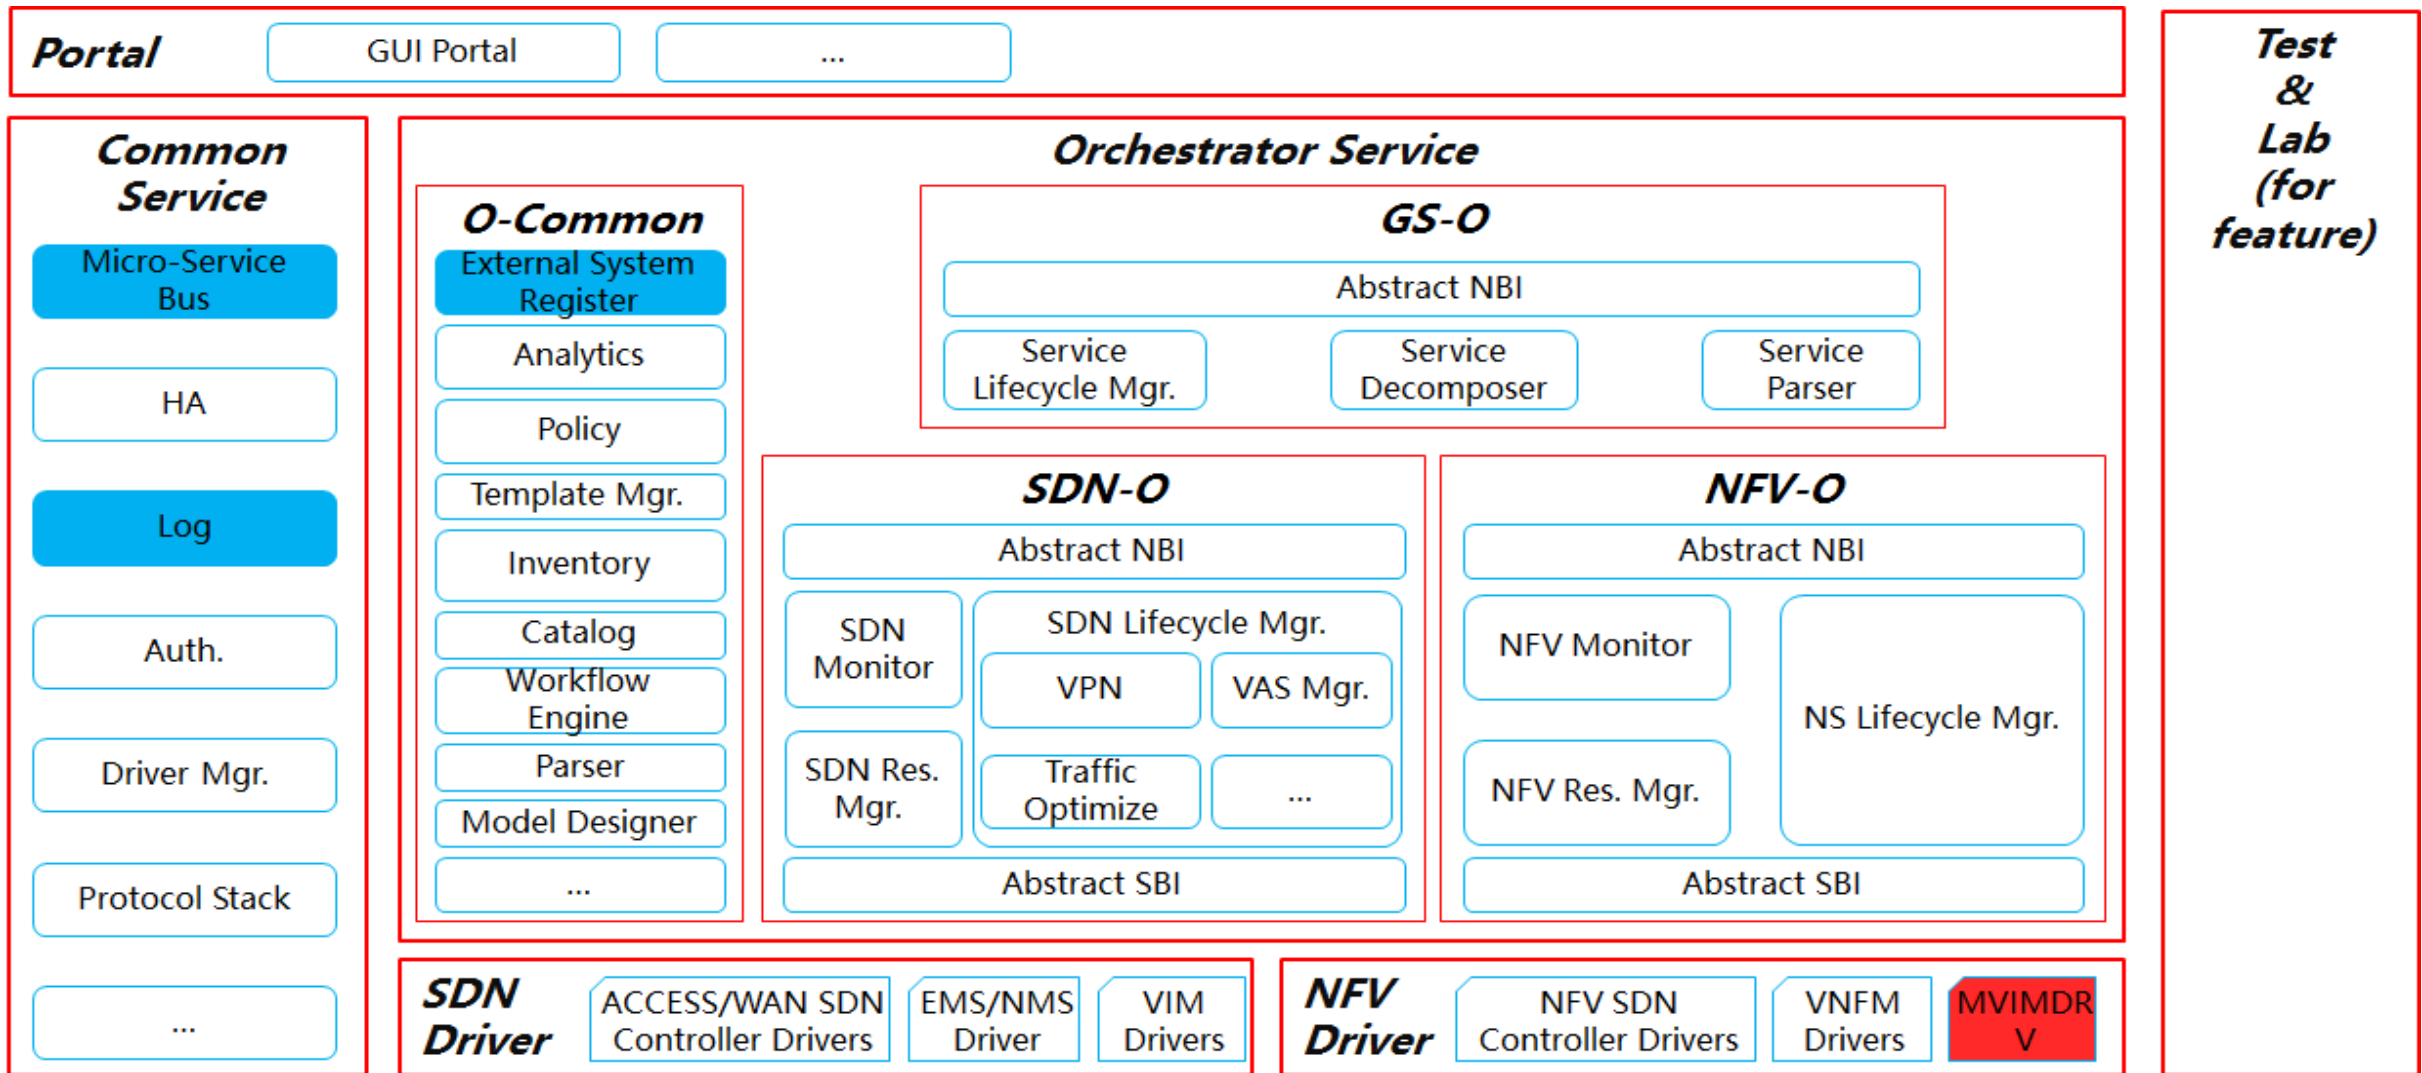 Portal
GUI Portal
...
Test
&
Lab
(for
feature)
Common
Service
Micro-Service
Bus
HA
Log
Auth.
Driver Mgr.
Protocol Stack
...
Orchestrator Service
O-Common
External System
Register
Analytics
Policy
Template Mgr.
Inventory
Catalog
Workflow
Engine
Parser
Model Designer
...
GS-O
Abstract NBI
Service
Lifecycle Mgr.
Service
Decomposer
Service
Parser
SDN-O
Abstract NBI
SDN
Monitor
SDN Res.
Mgr.
SDN Lifecycle Mgr.
VPN
VAS Mgr.
Traffic
Optimize
...
Abstract SBI
NFV-O
Abstract NBI
NFV Monitor
NFV Res. Mgr.
NS Lifecycle Mgr.
Abstract SBI
SDN
Driver
ACCESS/WAN SDN
Controller Drivers
EMS/NMS
Driver
VIM
Drivers
NFV
Driver
NFV SDN
Controller Drivers
VNFM
Drivers
MVIMDR
V